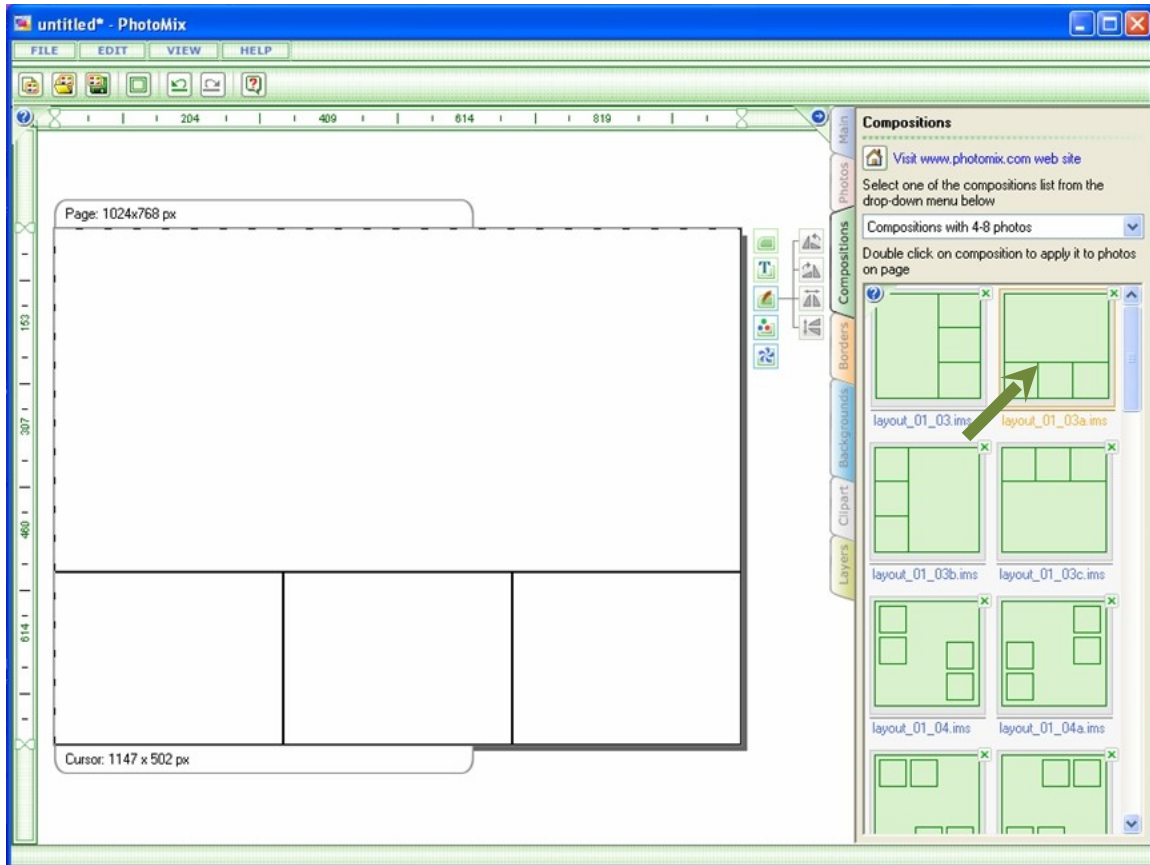 untitled* - PhotoMix
FILE EDIT VIEW HELP
204 409 614 819
Page: 1024x768 px
153
307
460
614
Cursor: 1147 x 502 px
Main
Photos
Compositions
Borders
Backgrounds
Clipart
Layers
Compositions
Visit www.photomix.com web site
Select one of the compositions list from the
drop-down menu below
Compositions with 4-8 photos
Double click on composition to apply it to photos
on page
layout_01_03.ims layout_01_03a.ims
layout_01_03b.ims layout_01_03c.ims
layout_01_04.ims layout_01_04a.ims